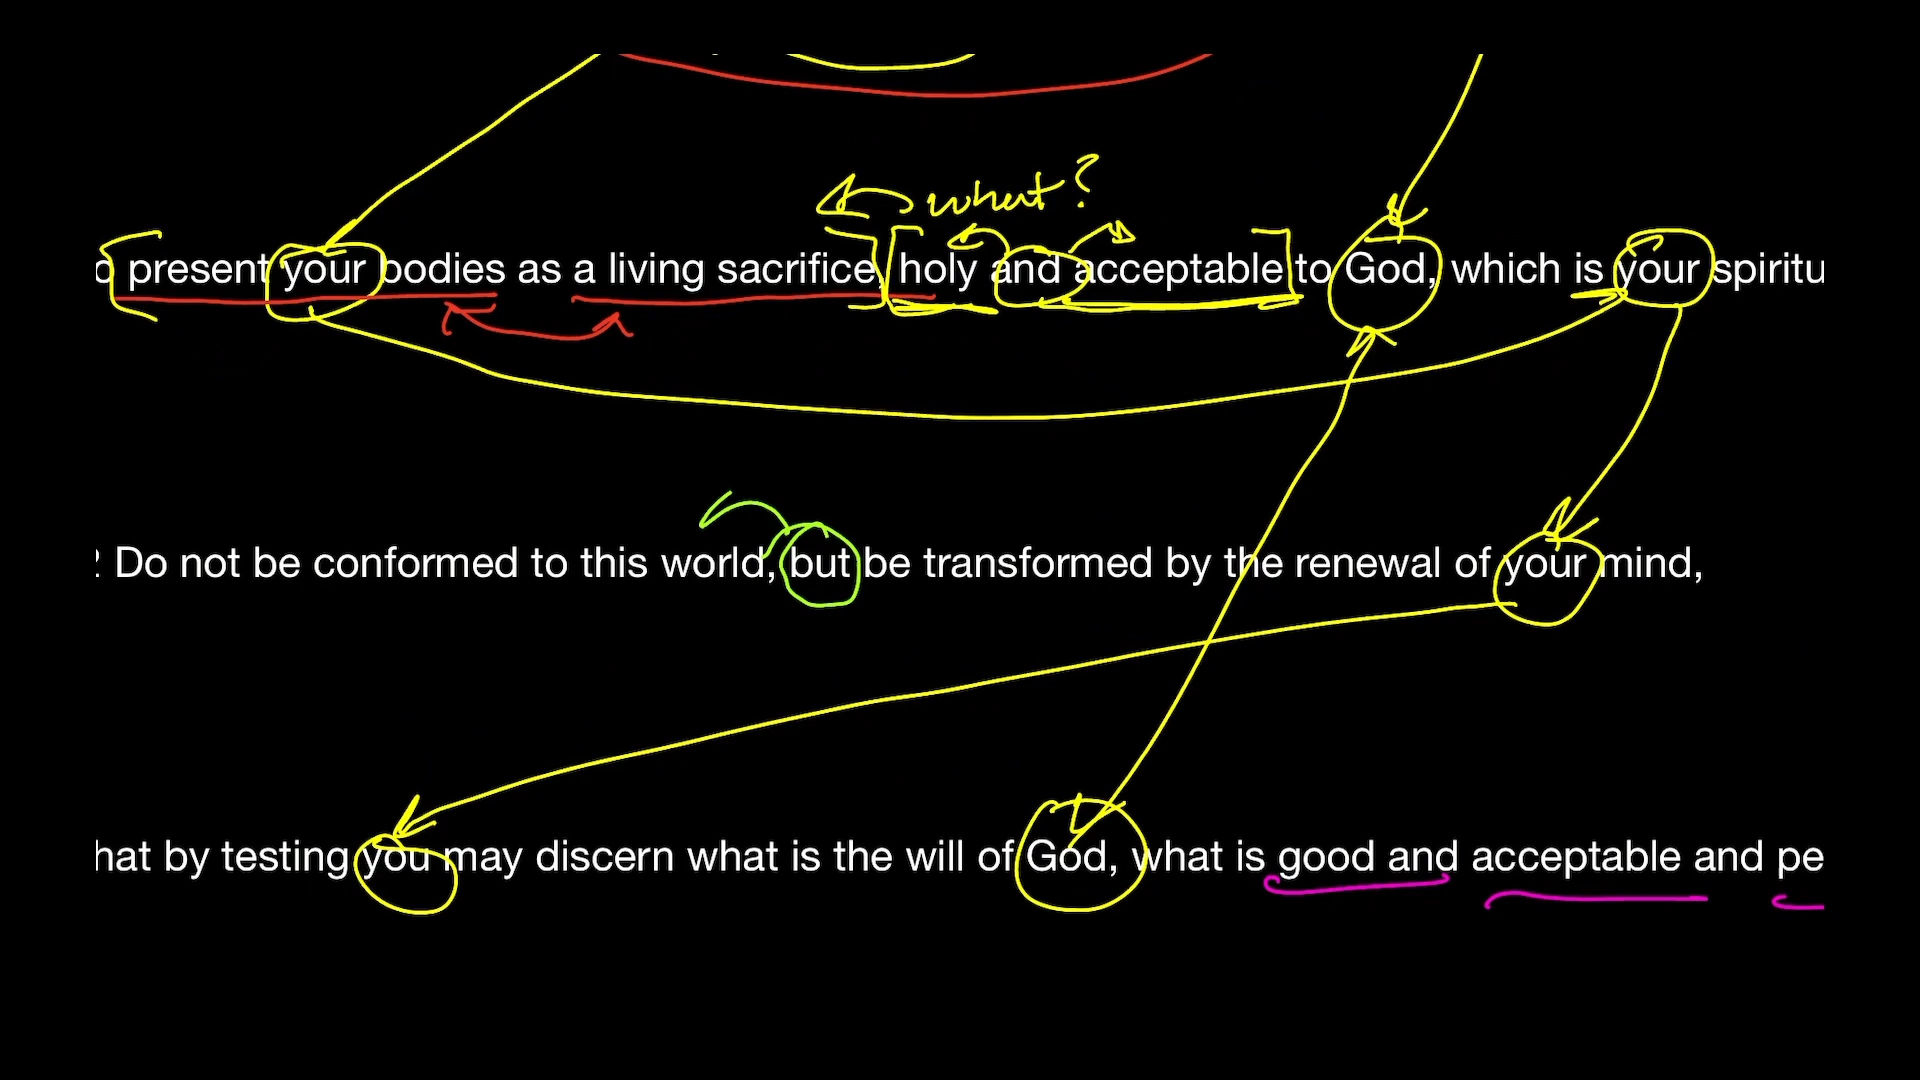 what?
present your bodies as a living sacrifice, holy and acceptable to God, which is your spiritu
2 Do not be conformed to this world, but be transformed by the renewal of your mind,
hat by testing you may discern what is the will of God, what is good and acceptable and pe